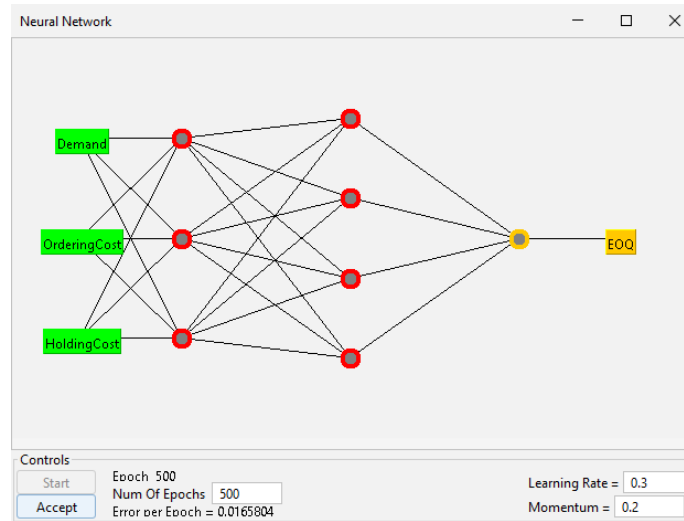 Neural Network
Demand
OrderingCost
EOQ
HoldingCost
Controls
Start
Accept
Epoch 500
Num Of Epochs 500
Error per Epoch = 0.0165804
Learning Rate = 0.3
Momentum = 0.2